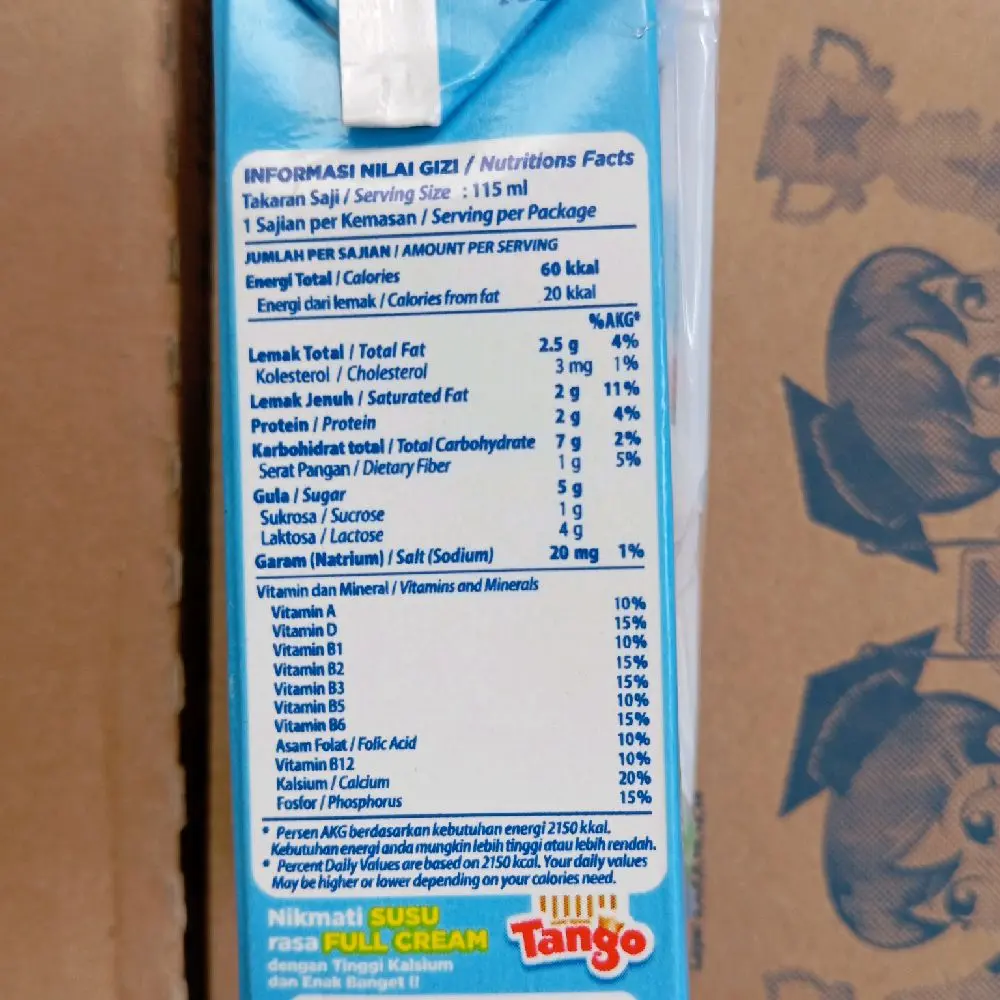 INFORMASI NILAI GIZI / Nutritions Facts
Takaran Saji / Serving Size : 115 ml
1 Sajian per Kemasan / Serving per Package
JUMLAH PER SAJIAN / AMOUNT PER SERVING
Energi Total / Calories 60 kkal
Energi dari lemak / Calories from fat 20 kkal
%AKG*
Lemak Total / Total Fat 2.5 g 4%
Kolesterol / Cholesterol 3 mg 1%
Lemak Jenuh / Saturated Fat 2 g 11%
Protein / Protein 2 g 4%
Karbohidrat total / Total Carbohydrate 7 g 2%
Serat Pangan / Dietary Fiber 1 g 5%
Gula / Sugar 5 g
Sukrosa / Sucrose 1 g
Laktosa / Lactose 4 g
Garam (Natrium) / Salt (Sodium) 20 mg 1%
Vitamin dan Mineral / Vitamins and Minerals
Vitamin A 10%
Vitamin D 15%
Vitamin B1 10%
Vitamin B2 15%
Vitamin B3 15%
Vitamin B5 10%
Vitamin B6 15%
Asam Folat / Folic Acid 10%
Vitamin B12 10%
Kalsium / Calcium 20%
Fosfor / Phosphorus 15%
* Persen AKG berdasarkan kebutuhan energi 2150 kkal.
Kebutuhan energi anda mungkin lebih tinggi atau lebih rendah.
* Percent Daily Values are based on 2150 kcal. Your daily values
May be higher or lower depending on your calories need.
Nikmati SUSU
rasa FULL CREAM
dengan Tinggi Kalsium
dan Enak Banget !!
Tango